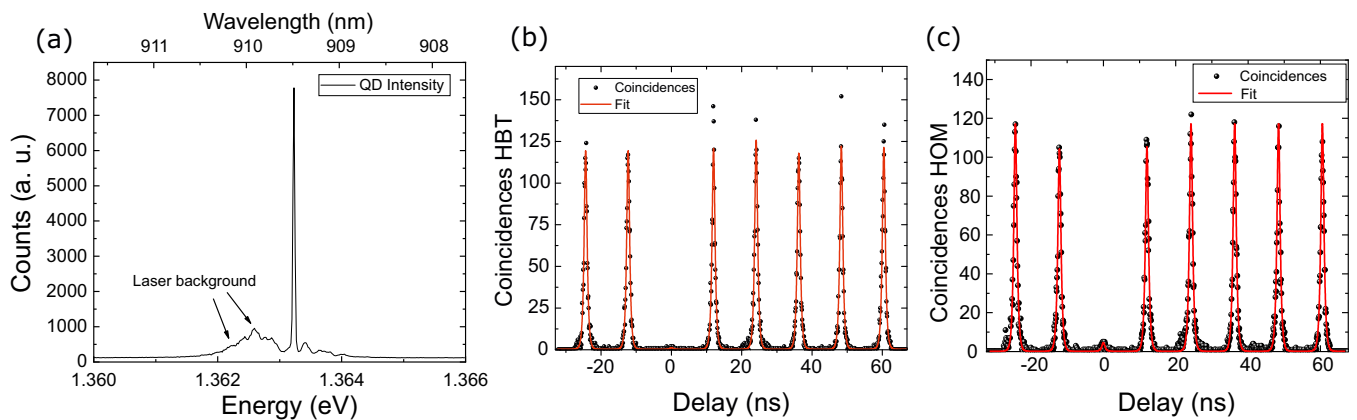 (a)
Wavelength (nm)
911 910 909 908
8000
7000
6000
5000
4000
3000
2000
1000
0
Counts (a. u.)
QD Intensity
Laser background
1.360 1.362 1.364 1.366
Energy (eV)
(b)
150
125
100
75
50
25
0
Coincidences HBT
Coincidences
Fit
-20 0 20 40 60
Delay (ns)
(c)
140
120
100
80
60
40
20
0
Coincidences HOM
Coincidences
Fit
-20 0 20 40 60
Delay (ns)